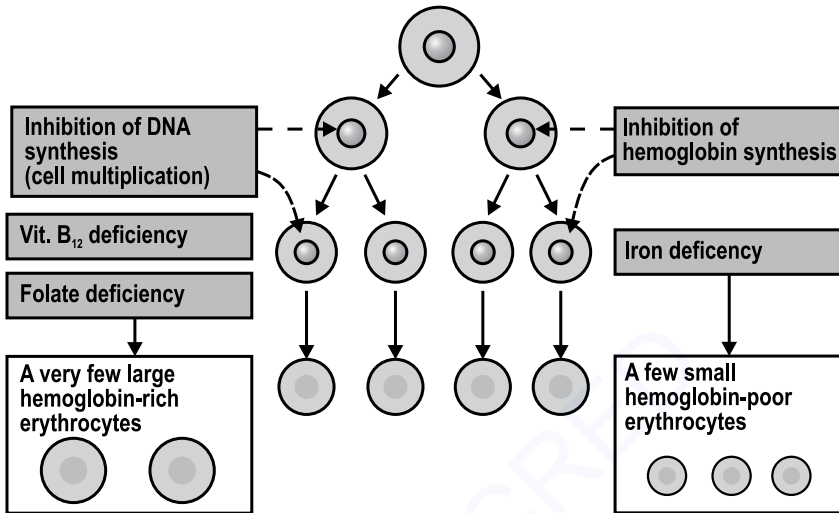 Inhibition of DNA
synthesis
(cell multiplication)
Vit. B₁₂ deficiency
Folate deficiency
A very few large
hemoglobin-rich
erythrocytes
Inhibition of
hemoglobin synthesis
Iron deficency
A few small
hemoglobin-poor
erythrocytes